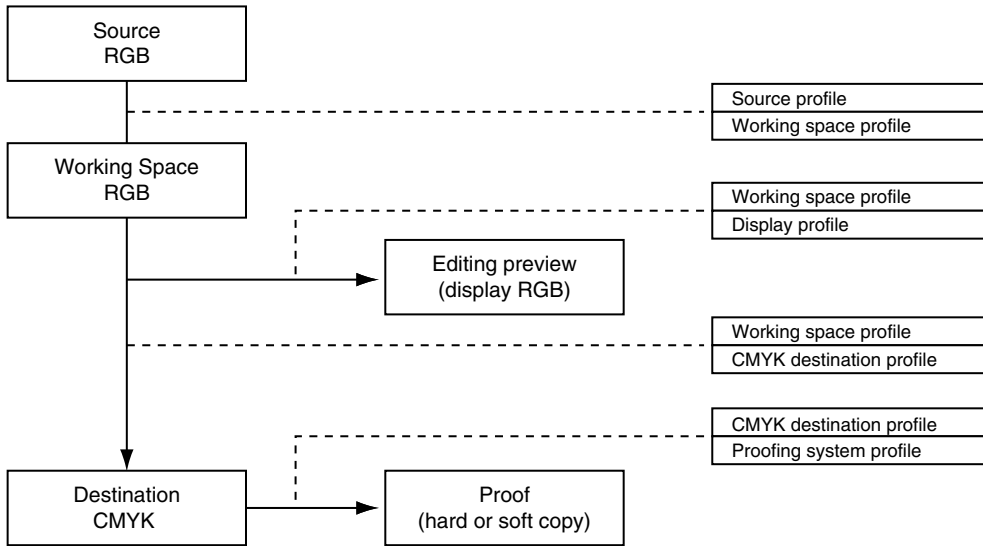 Source
RGB
Source profile
Working space profile
Working Space
RGB
Working space profile
Display profile
Editing preview
(display RGB)
Working space profile
CMYK destination profile
CMYK destination profile
Proofing system profile
Destination
CMYK
Proof
(hard or soft copy)